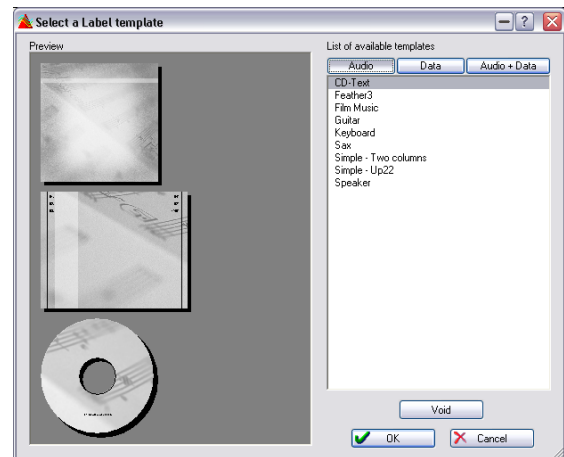 Select a Label template
Preview
List of available templates
Audio
Data
Audio + Data
CD-Text
Feather3
Film Music
Guitar
Keyboard
Sax
Simple - Two columns
Simple - Up22
Speaker
Void
OK
Cancel